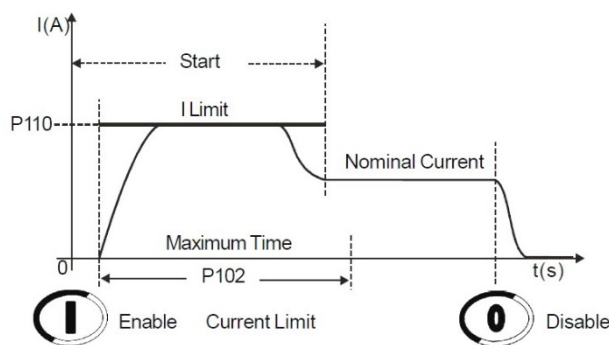 I(A)
Start
I Limit
P110
Nominal Current
Maximum Time
0
P102
t(s)
I Enable Current Limit 0 Disable